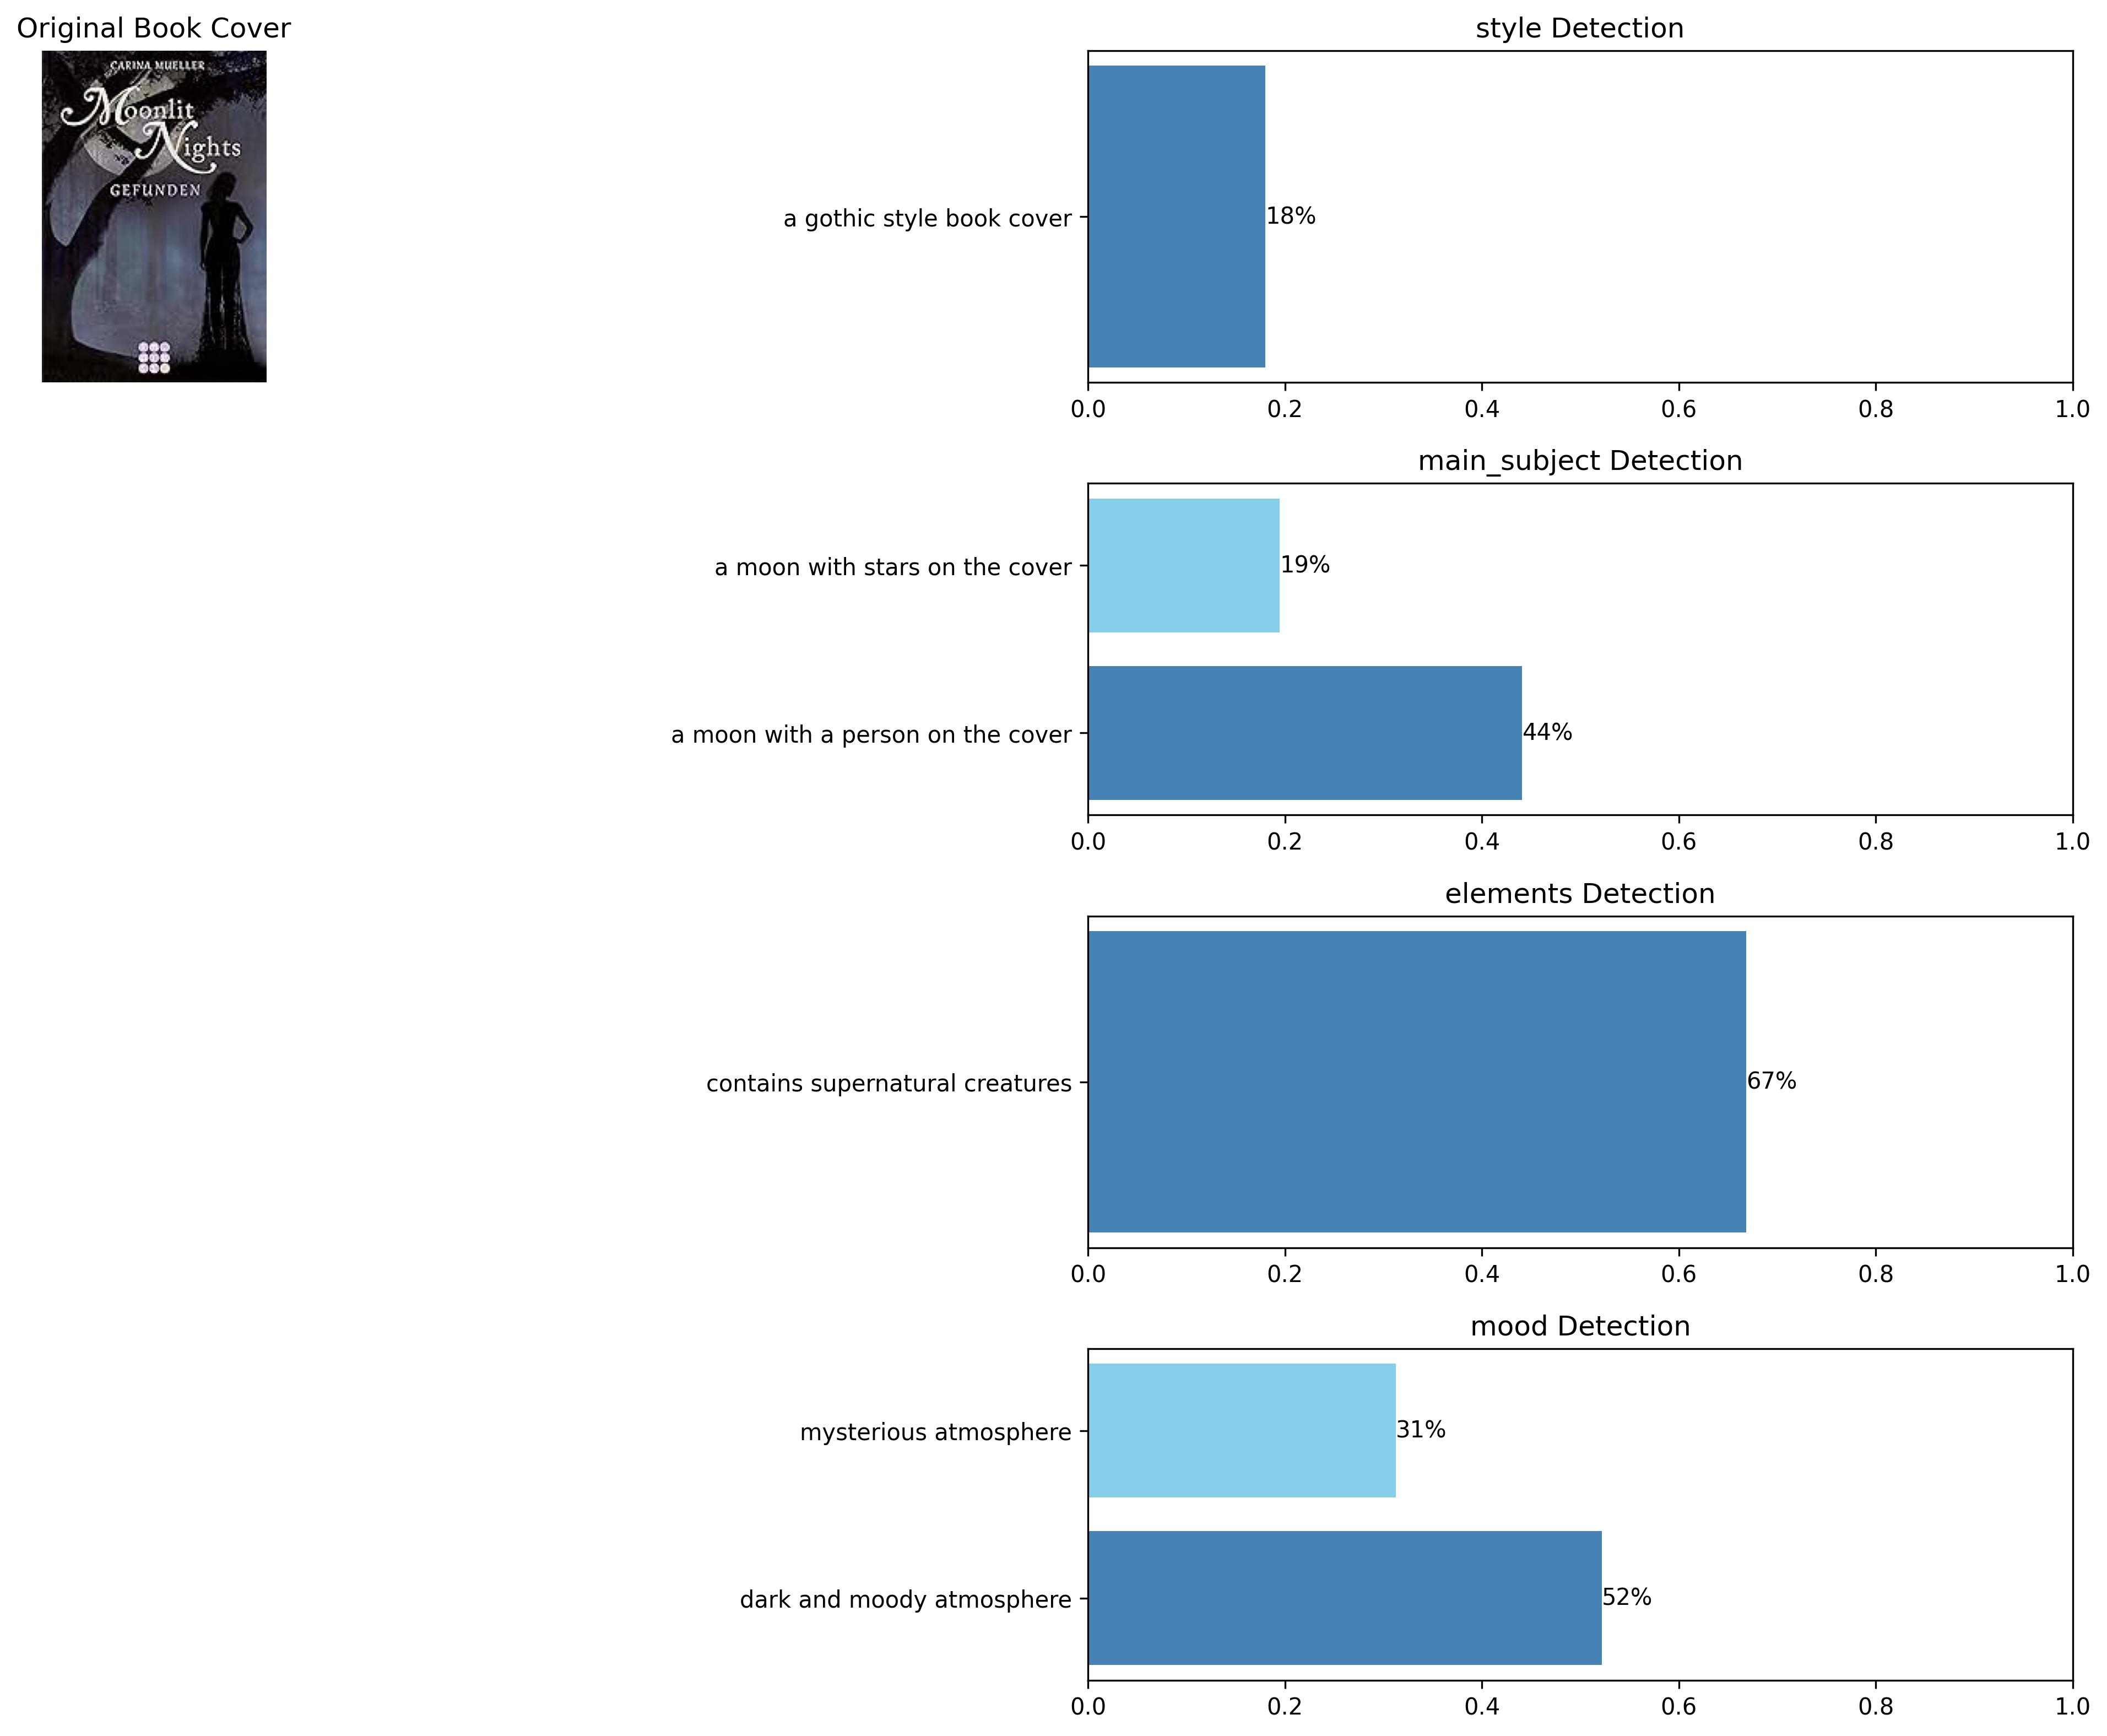 Original Book Cover
CARINA MUELLER
Moonlit
Nights
GEFUNDEN
style Detection
a gothic style book cover
18%
0.0 0.2 0.4 0.6 0.8 1.0
main_subject Detection
a moon with stars on the cover
19%
a moon with a person on the cover
44%
0.0 0.2 0.4 0.6 0.8 1.0
elements Detection
contains supernatural creatures
67%
0.0 0.2 0.4 0.6 0.8 1.0
mood Detection
mysterious atmosphere
31%
dark and moody atmosphere
52%
0.0 0.2 0.4 0.6 0.8 1.0